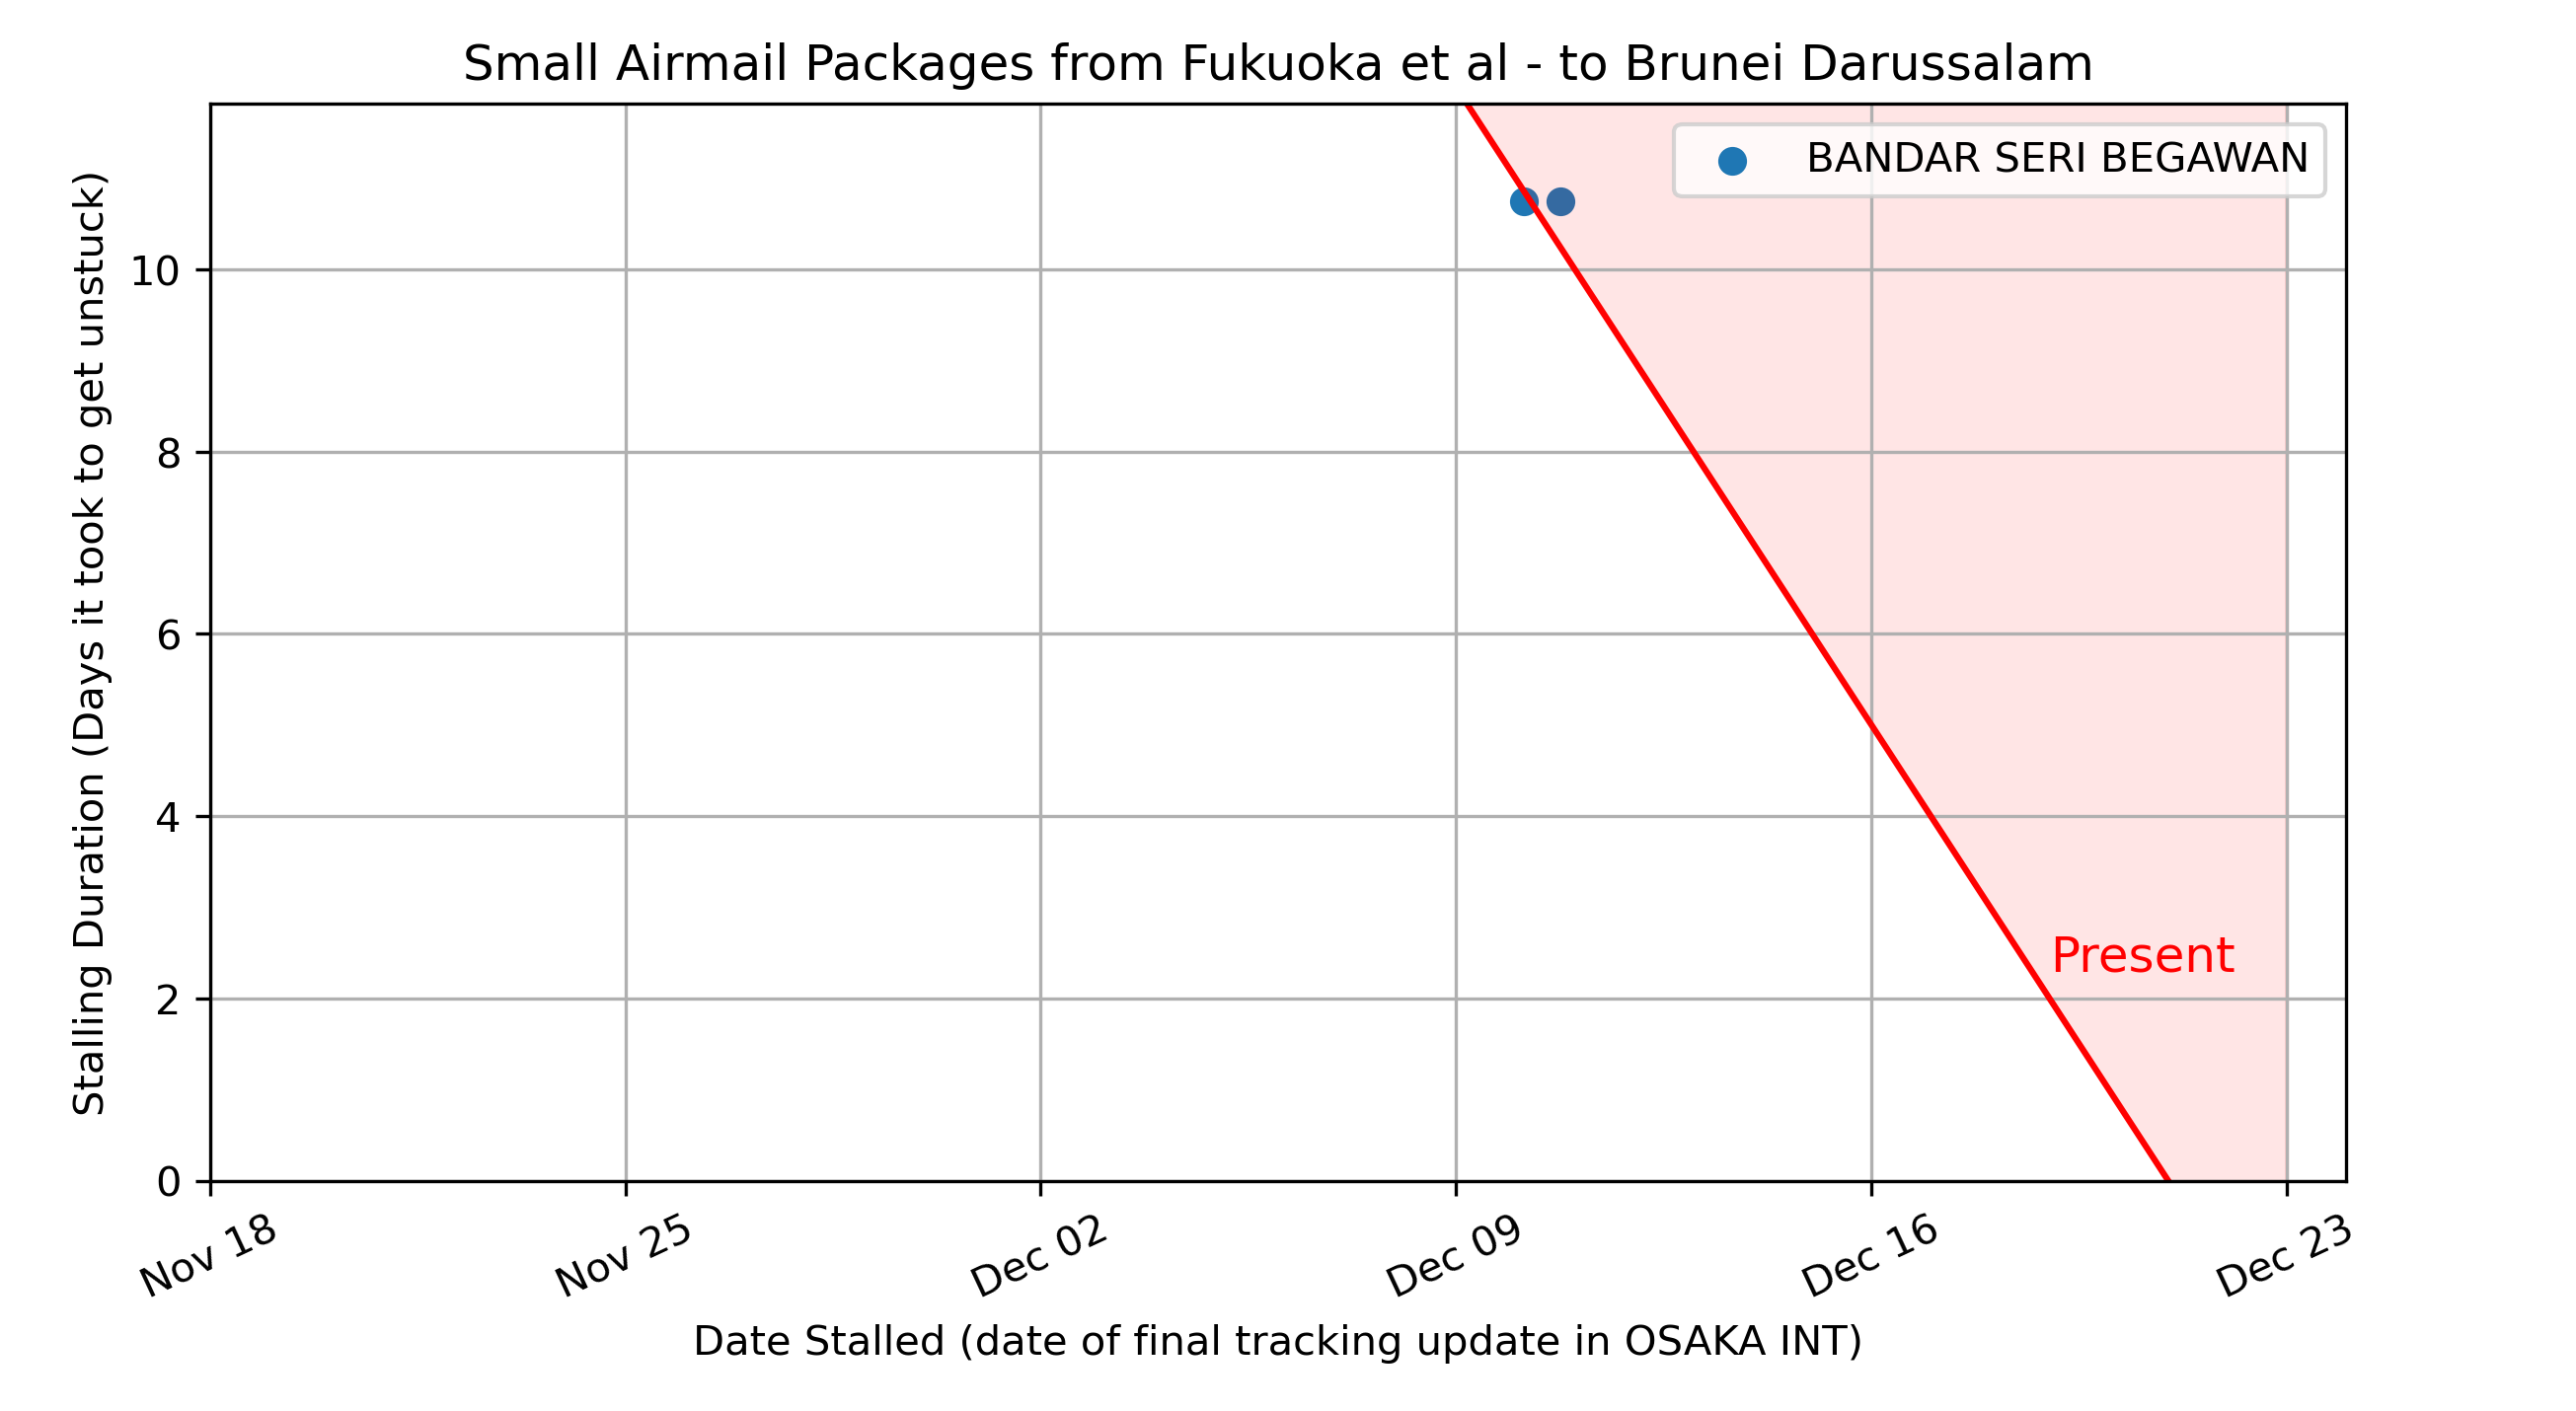 Small Airmail Packages from Fukuoka et al - to Brunei Darussalam
BANDAR SERI BEGAWAN
Stalling Duration (Days it took to get unstuck)
10
8
6
4
2
0
Present
Nov 18
Nov 25
Dec 02
Dec 09
Dec 16
Dec 23
Date Stalled (date of final tracking update in OSAKA INT)